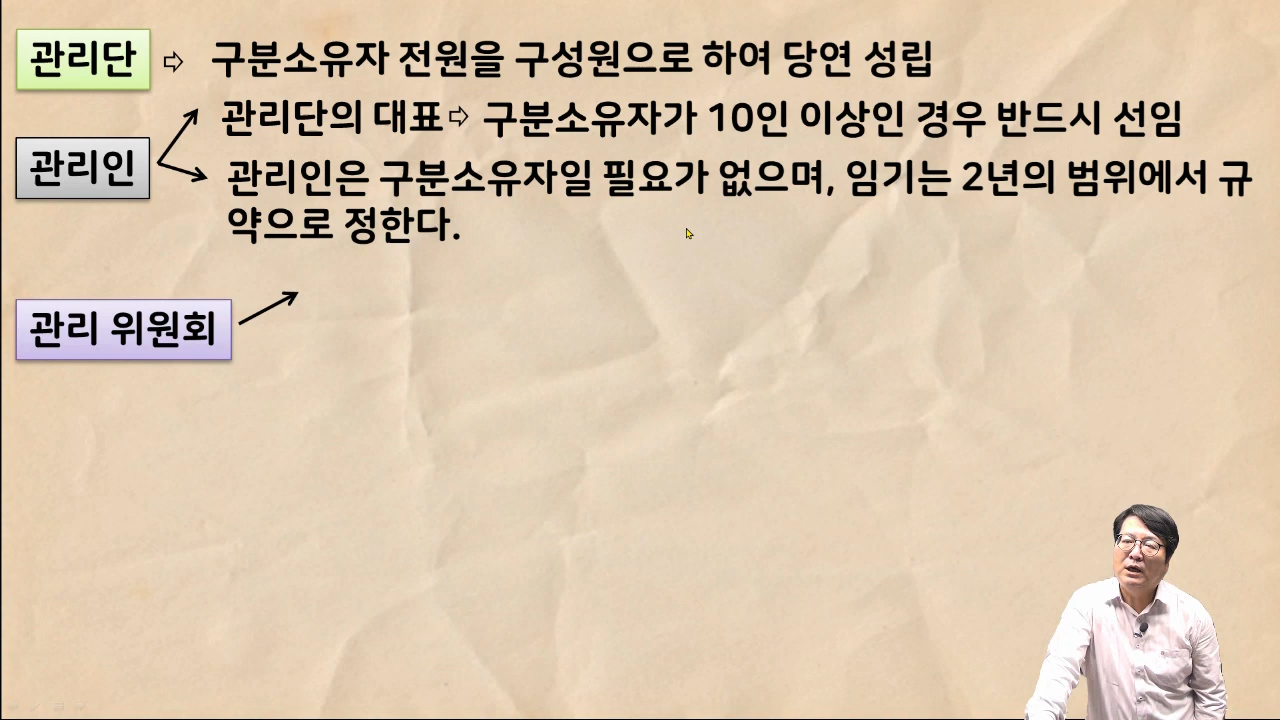 관리단 ⇨ 구분소유자 전원을 구성원으로 하여 당연 성립
관리단의 대표⇨ 구분소유자가 10인 이상인 경우 반드시 선임
관리인
관리인은 구분소유자일 필요가 없으며, 임기는 2년의 범위에서 규
약으로 정한다.
관리 위원회